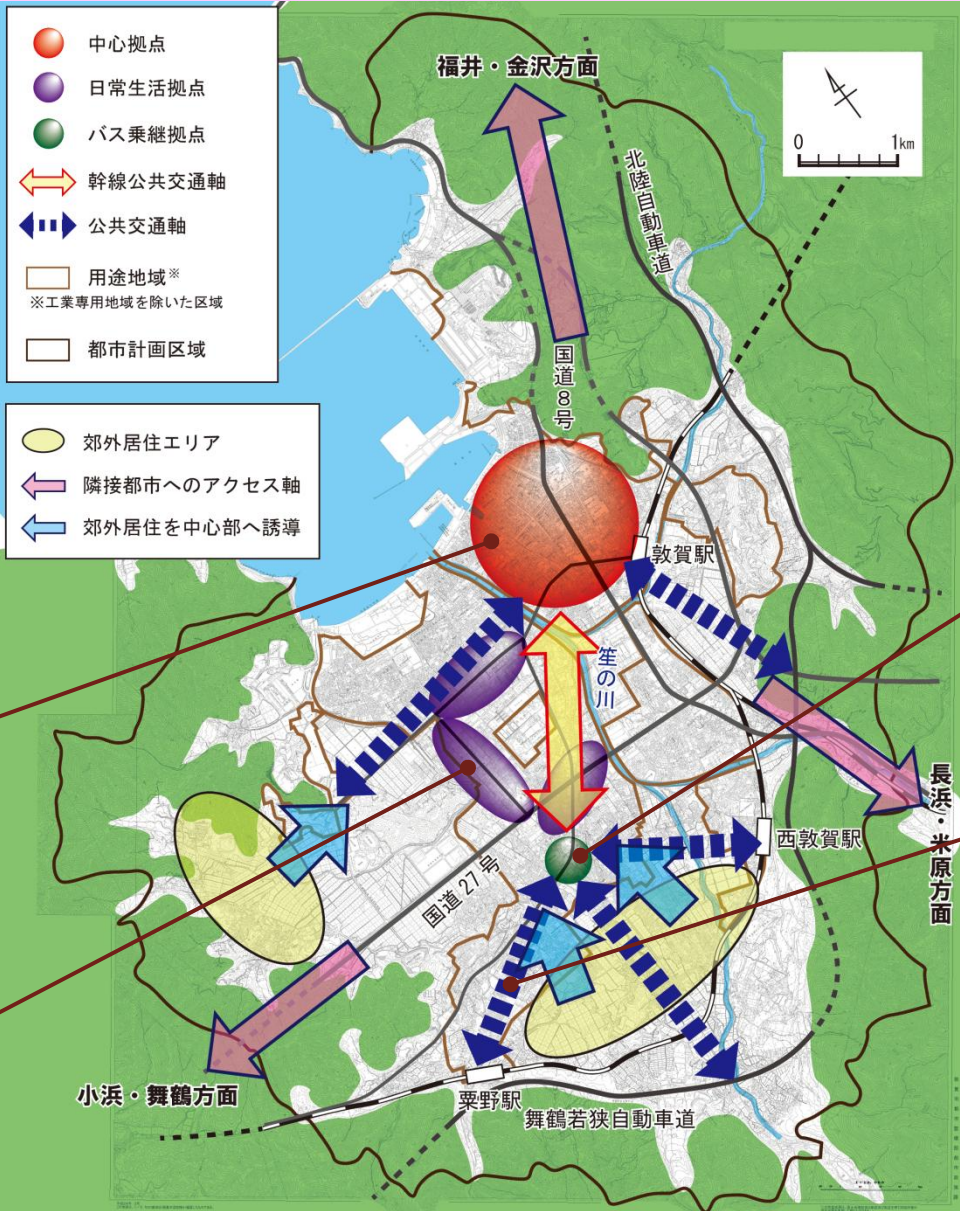 中心拠点
日常生活拠点
バス乗継拠点
幹線公共交通軸
公共交通軸
用途地域※
※工業専用地域を除いた区域
都市計画区域
郊外居住エリア
隣接都市へのアクセス軸
郊外居住を中心部へ誘導
福井・金沢方面
0 1km
北陸自動車道
国道8号
敦賀駅
笙の川
長浜・米原方面
西敦賀駅
国道27号
小浜・舞鶴方面
粟野駅
舞鶴若狭自動車道